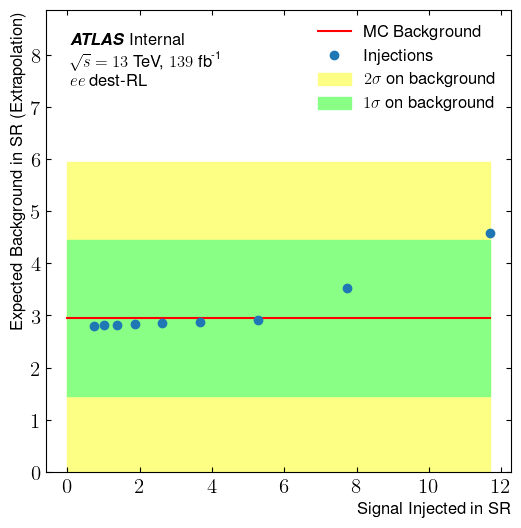 ATLAS Internal
√s = 13 TeV, 139 fb⁻¹
ee dest-RL
MC Background
Injections
2σ on background
1σ on background
Expected Background in SR (Extrapolation)
8
7
6
5
4
3
2
1
0
0 2 4 6 8 10 12
Signal Injected in SR